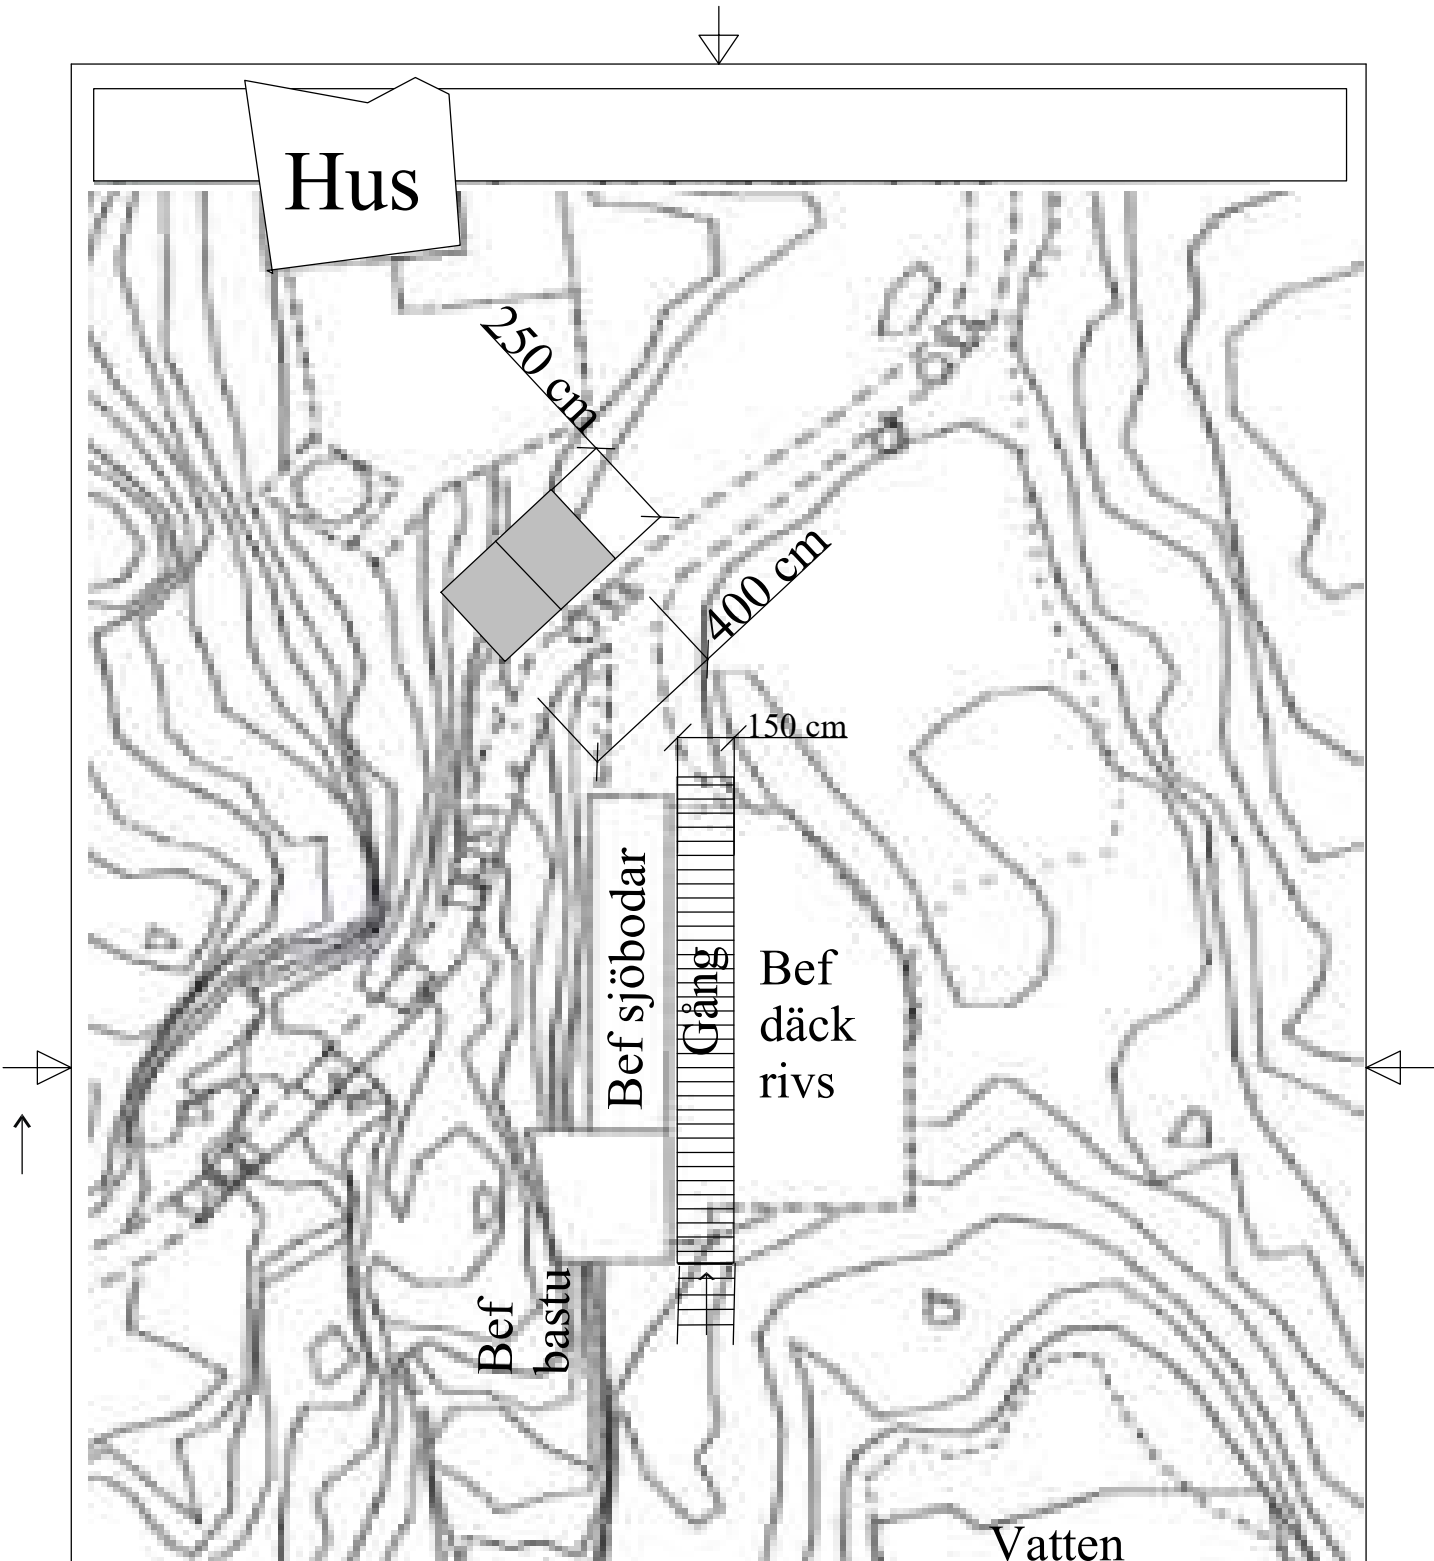 Hus
250 cm
400 cm
150 cm
Bef sjöbodar
Gång
Bef
däck
rivs
Bef
bastu
Vatten